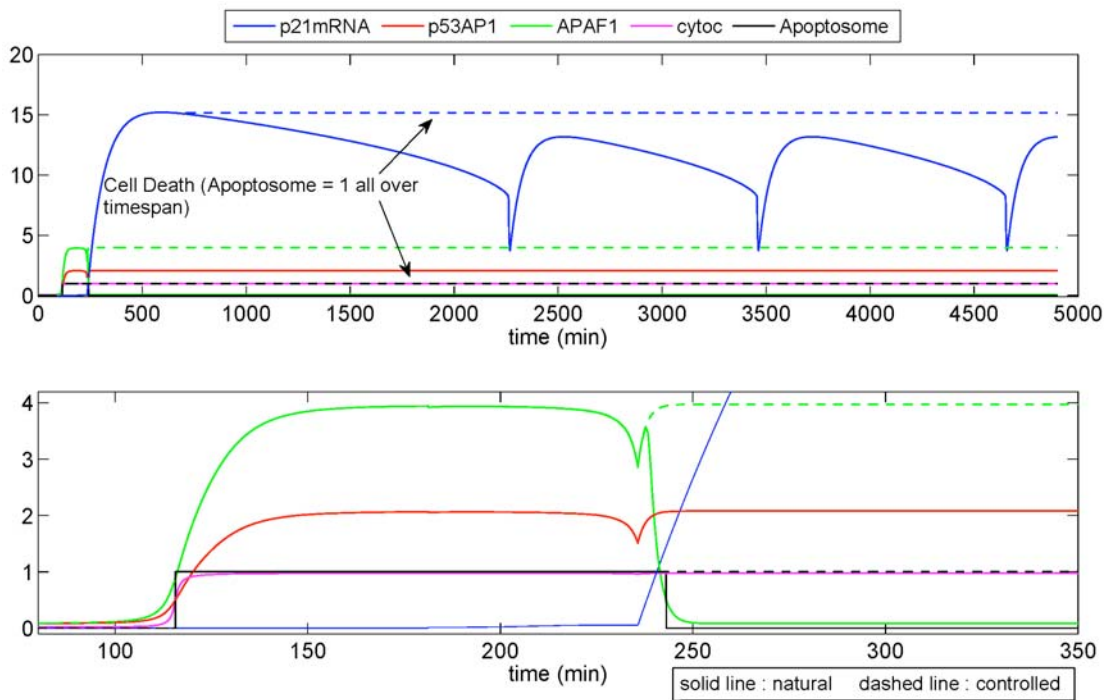 p21mRNA p53AP1 APAF1 cytoc Apoptosome
20
15
10
5
0
Cell Death (Apoptosome = 1 all over
timespan)
0 500 1000 1500 2000 2500 3000 3500 4000 4500 5000
time (min)
4
3
2
1
0
100 150 200 250 300 350
time (min)
solid line : natural dashed line : controlled